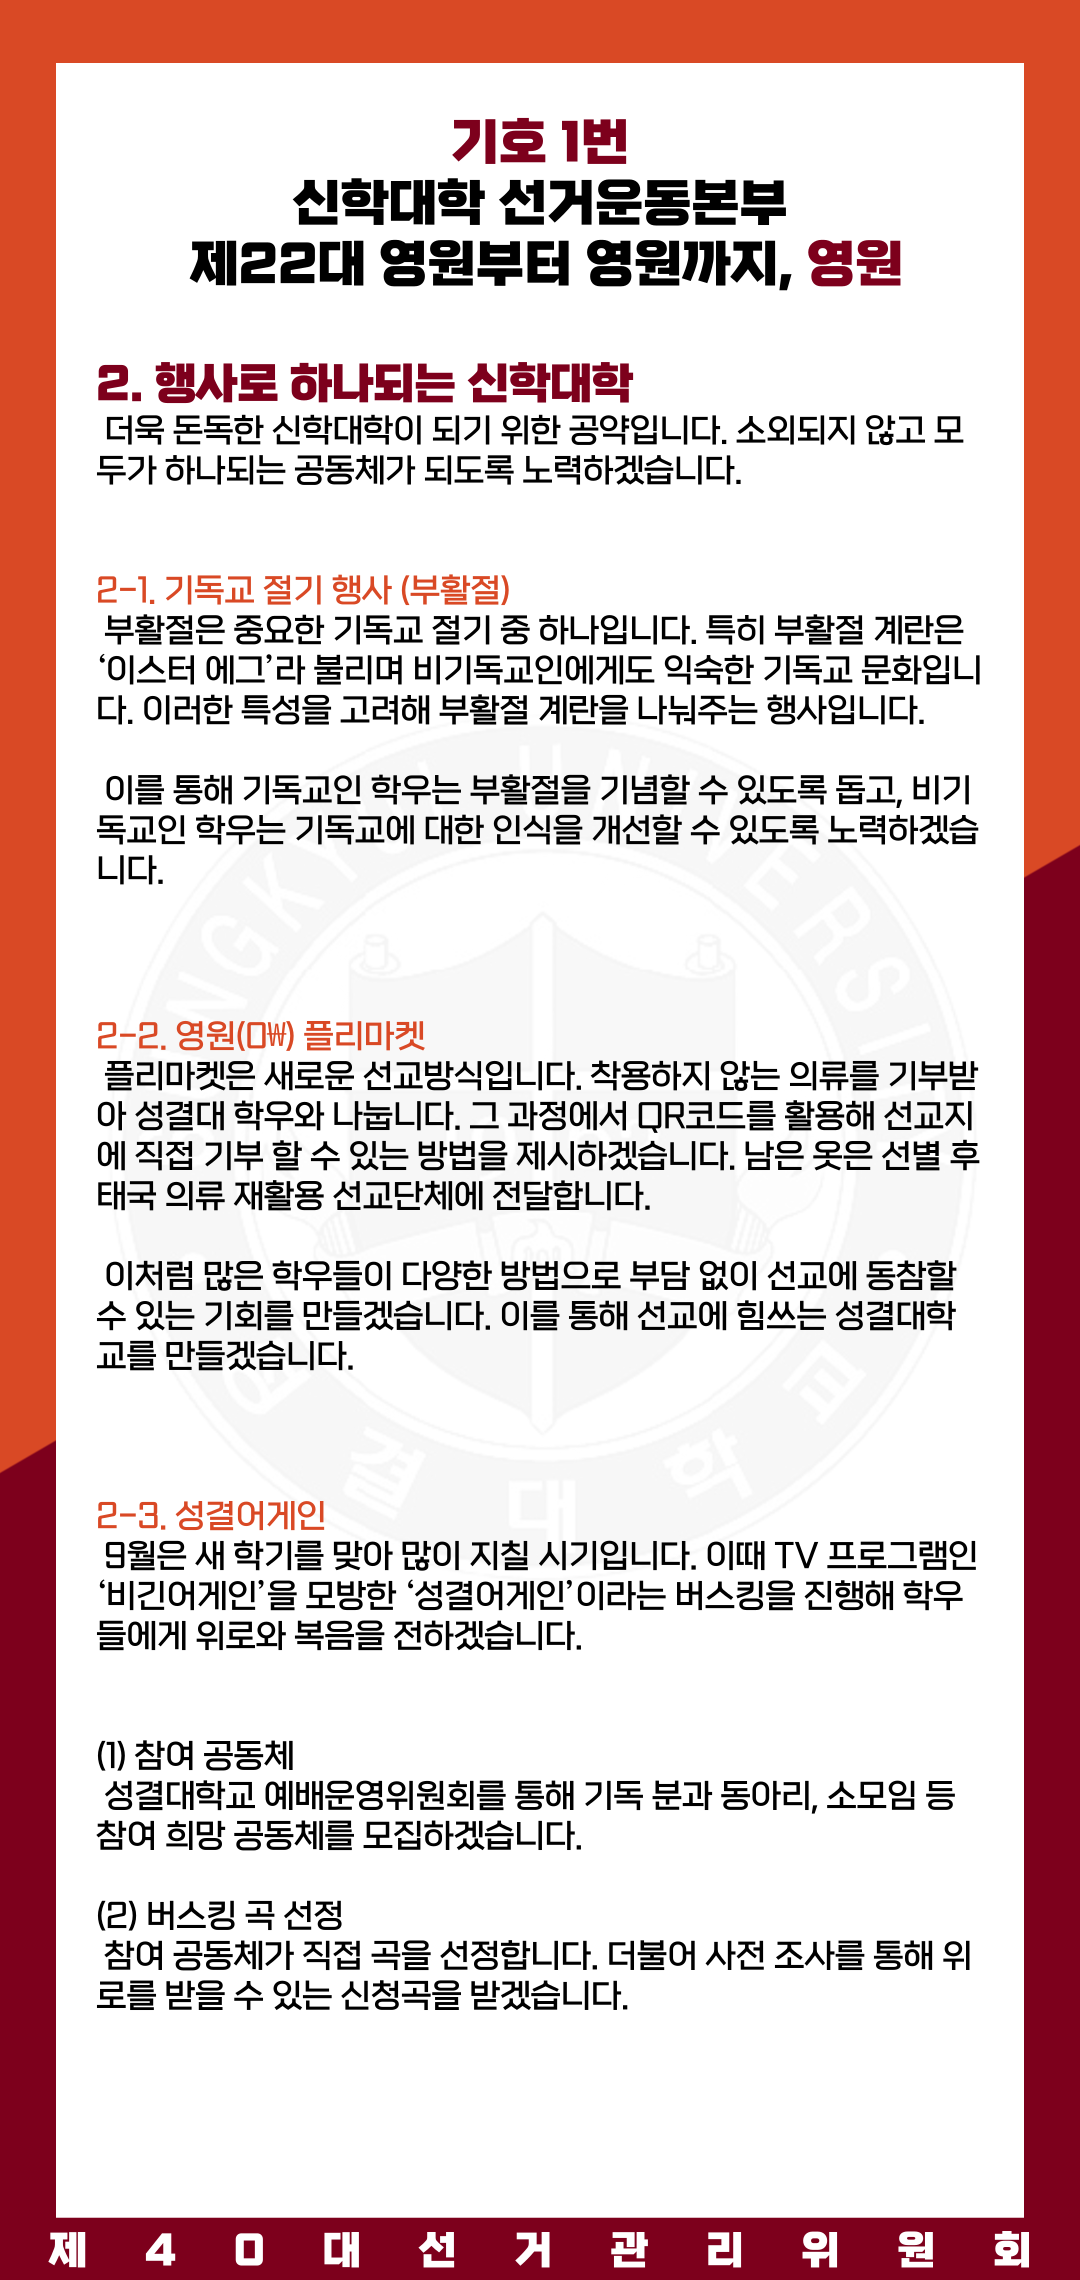 기호 1번
신학대학 선거운동본부
제22대 영원부터 영원까지, 영원
2. 행사로 하나되는 신학대학
더욱 돈독한 신학대학이 되기 위한 공약입니다. 소외되지 않고 모
두가 하나되는 공동체가 되도록 노력하겠습니다.
2-1. 기독교 절기 행사 (부활절)
부활절은 중요한 기독교 절기 중 하나입니다. 특히 부활절 계란은
‘이스터 에그’라 불리며 비기독교인에게도 익숙한 기독교 문화입니
다. 이러한 특성을 고려해 부활절 계란을 나눠주는 행사입니다.
이를 통해 기독교인 학우는 부활절을 기념할 수 있도록 돕고, 비기
독교인 학우는 기독교에 대한 인식을 개선할 수 있도록 노력하겠습
니다.
2-2. 영원(0₩) 플리마켓
플리마켓은 새로운 선교방식입니다. 착용하지 않는 의류를 기부받
아 성결대 학우와 나눕니다. 그 과정에서 QR코드를 활용해 선교지
에 직접 기부 할 수 있는 방법을 제시하겠습니다. 남은 옷은 선별 후
태국 의류 재활용 선교단체에 전달합니다.
이처럼 많은 학우들이 다양한 방법으로 부담 없이 선교에 동참할
수 있는 기회를 만들겠습니다. 이를 통해 선교에 힘쓰는 성결대학
교를 만들겠습니다.
2-3. 성결어게인
9월은 새 학기를 맞아 많이 지칠 시기입니다. 이때 TV 프로그램인
‘비긴어게인’을 모방한 ‘성결어게인’이라는 버스킹을 진행해 학우
들에게 위로와 복음을 전하겠습니다.
(1) 참여 공동체
성결대학교 예배운영위원회를 통해 기독 분과 동아리, 소모임 등
참여 희망 공동체를 모집하겠습니다.
(2) 버스킹 곡 선정
참여 공동체가 직접 곡을 선정합니다. 더불어 사전 조사를 통해 위
로를 받을 수 있는 신청곡을 받겠습니다.
제40대선거관리위원회